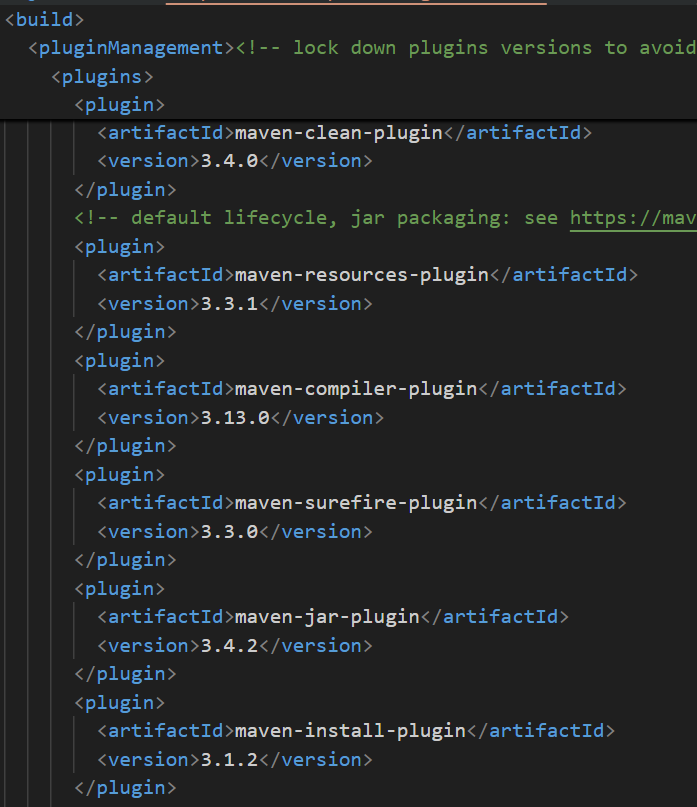 <build>
<pluginManagement><!-- lock down plugins versions to avoid
<plugins>
<plugin>
<artifactId>maven-clean-plugin</artifactId>
<version>3.4.0</version>
</plugin>
<!-- default lifecycle, jar packaging: see https://mav
<plugin>
<artifactId>maven-resources-plugin</artifactId>
<version>3.3.1</version>
</plugin>
<plugin>
<artifactId>maven-compiler-plugin</artifactId>
<version>3.13.0</version>
</plugin>
<plugin>
<artifactId>maven-surefire-plugin</artifactId>
<version>3.3.0</version>
</plugin>
<plugin>
<artifactId>maven-jar-plugin</artifactId>
<version>3.4.2</version>
</plugin>
<plugin>
<artifactId>maven-install-plugin</artifactId>
<version>3.1.2</version>
</plugin>